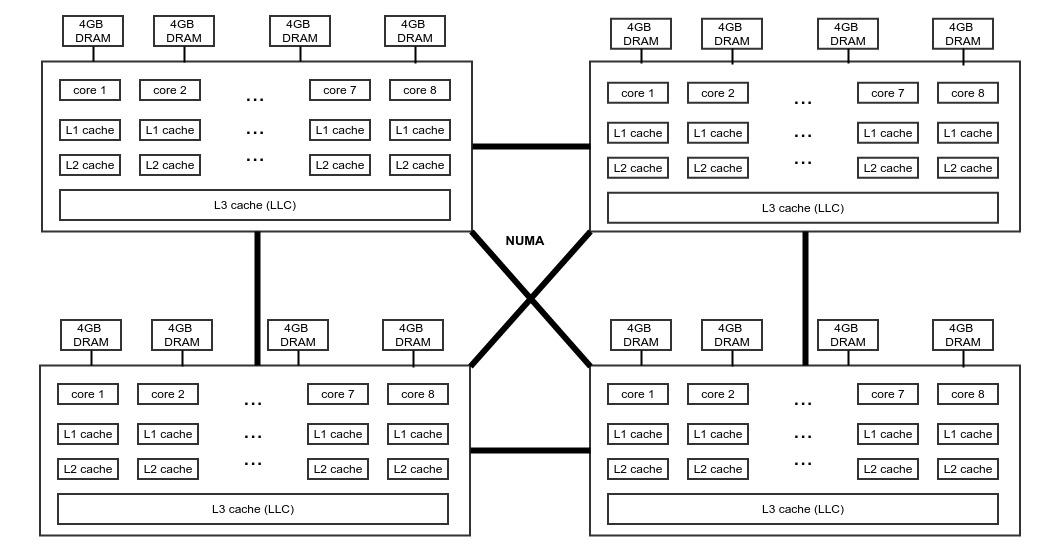 4GB
DRAM
4GB
DRAM
4GB
DRAM
4GB
DRAM
core 1
core 2
...
core 7
core 8
L1 cache
L1 cache
...
L1 cache
L1 cache
L2 cache
L2 cache
...
L2 cache
L2 cache
L3 cache (LLC)
4GB
DRAM
4GB
DRAM
4GB
DRAM
4GB
DRAM
core 1
core 2
...
core 7
core 8
L1 cache
L1 cache
...
L1 cache
L1 cache
L2 cache
L2 cache
...
L2 cache
L2 cache
L3 cache (LLC)
NUMA
4GB
DRAM
4GB
DRAM
4GB
DRAM
4GB
DRAM
core 1
core 2
...
core 7
core 8
L1 cache
L1 cache
...
L1 cache
L1 cache
L2 cache
L2 cache
...
L2 cache
L2 cache
L3 cache (LLC)
4GB
DRAM
4GB
DRAM
4GB
DRAM
4GB
DRAM
core 1
core 2
...
core 7
core 8
L1 cache
L1 cache
...
L1 cache
L1 cache
L2 cache
L2 cache
...
L2 cache
L2 cache
L3 cache (LLC)